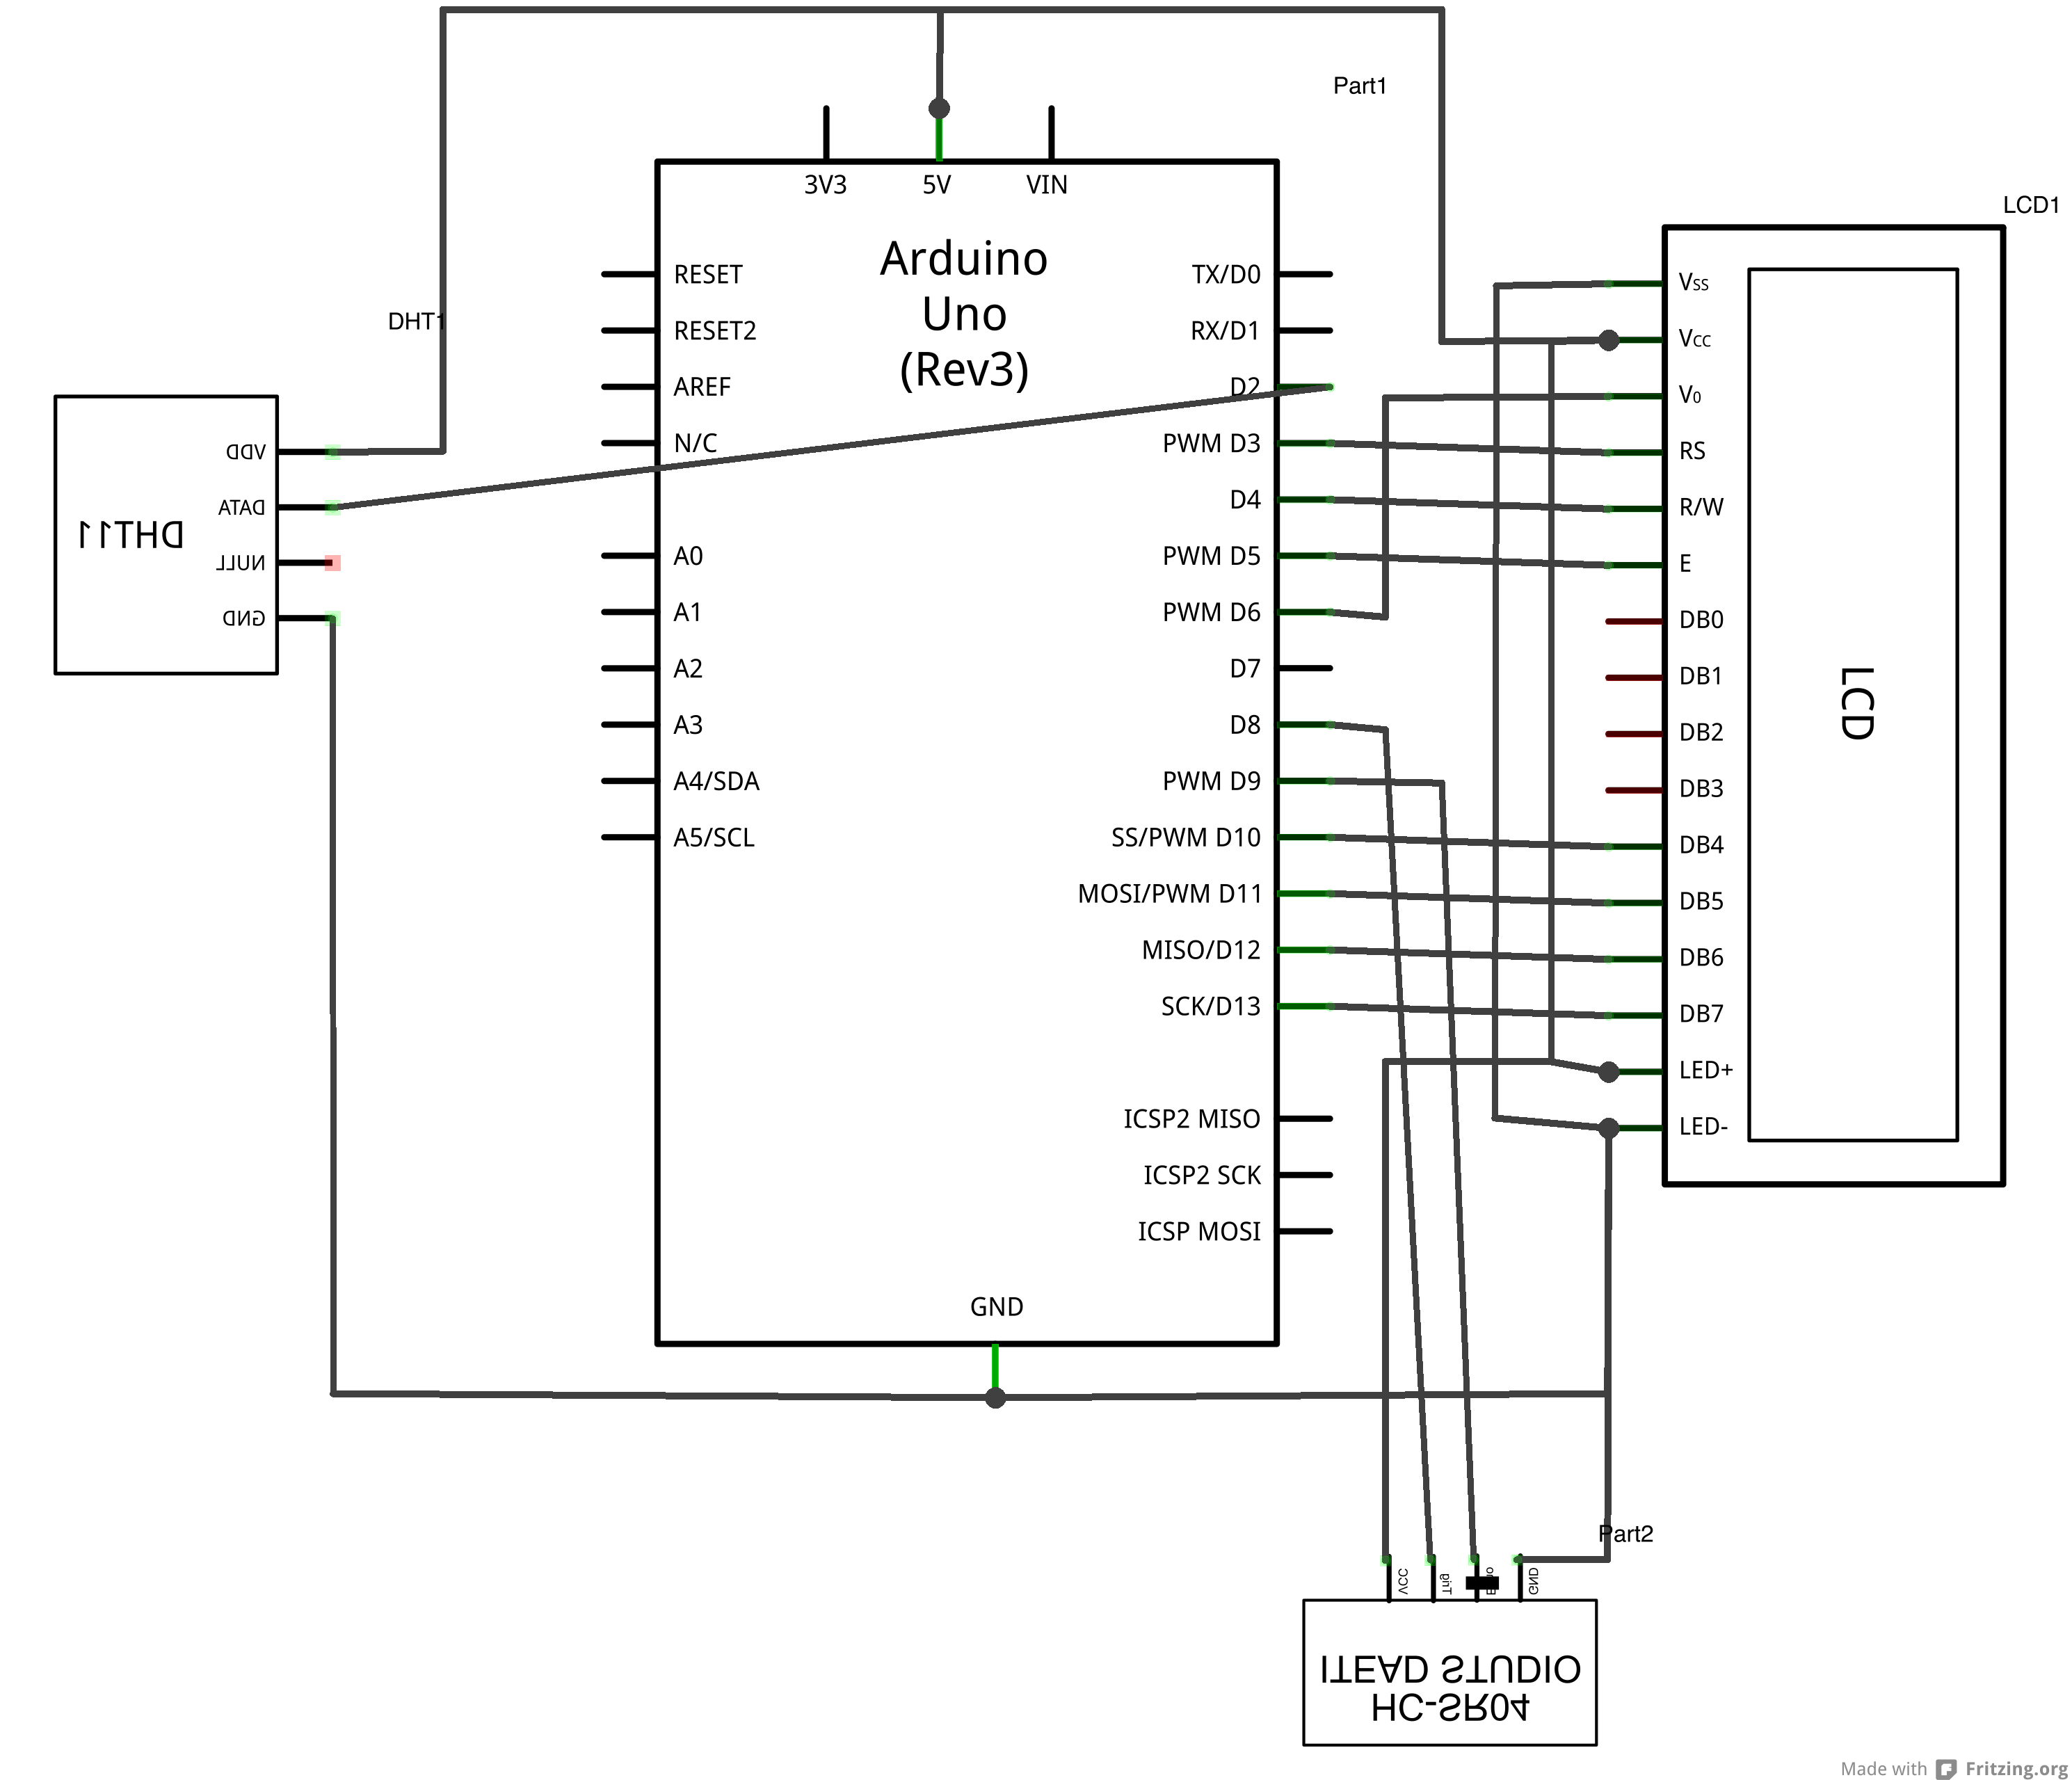 Part1
3V3 5V VIN
Arduino
Uno
(Rev3)
RESET
RESET2
AREF
N/C
A0
A1
A2
A3
A4/SDA
A5/SCL
TX/D0
RX/D1
D2
PWM D3
D4
PWM D5
PWM D6
D7
D8
PWM D9
SS/PWM D10
MOSI/PWM D11
MISO/D12
SCK/D13
ICSP2 MISO
ICSP2 SCK
ICSP MOSI
GND
DHT1
VDD
DATA
NULL
GND
DHT11
LCD1
VSS
VCC
V0
RS
R/W
E
DB0
DB1
DB2
DB3
DB4
DB5
DB6
DB7
LED+
LED-
LCD
Part2
VCC
Trig
GND
ITEAD STUDIO
HC-SR04
Made with Fritzing.org